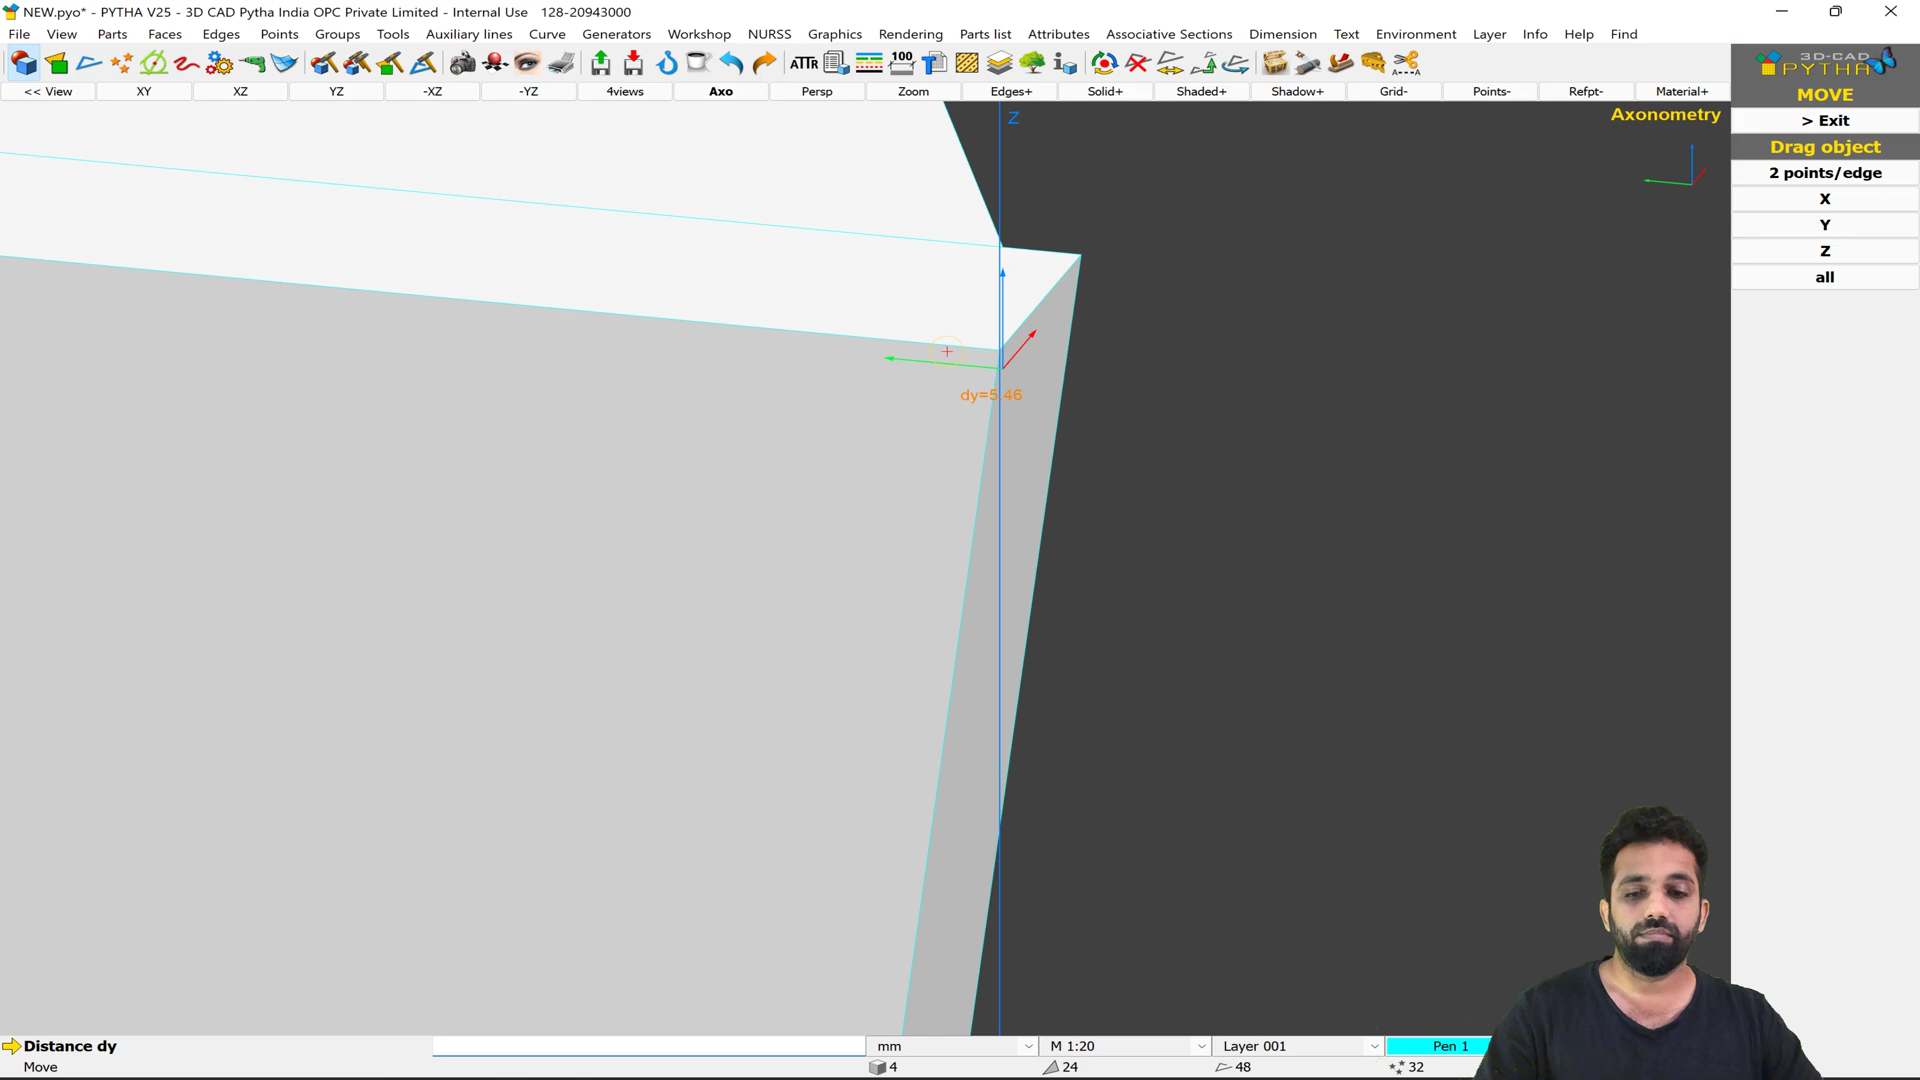 NEW.pyo* - PYTHA V25 - 3D CAD Pytha India OPC Private Limited - Internal Use 128-20943000
File View Parts Faces Edges Points Groups Tools Auxiliary lines Curve Generators Workshop NURSS Graphics Rendering Parts list Attributes Associative Sections Dimension Text Environment Layer Info Help Find
ATTR 100
3D-CAD
PYTHA
<< View XY XZ YZ -XZ -YZ 4views Axo Persp Zoom Edges+ Solid+ Shaded+ Shadow+ Grid- Points- Refpt- Material+
MOVE
Z
Axonometry
> Exit
Drag object
2 points/edge
X
Y
Z
all
dy=5.46
Distance dy
mm M 1:20 Layer 001 Pen 1
Move
4 24 48 32